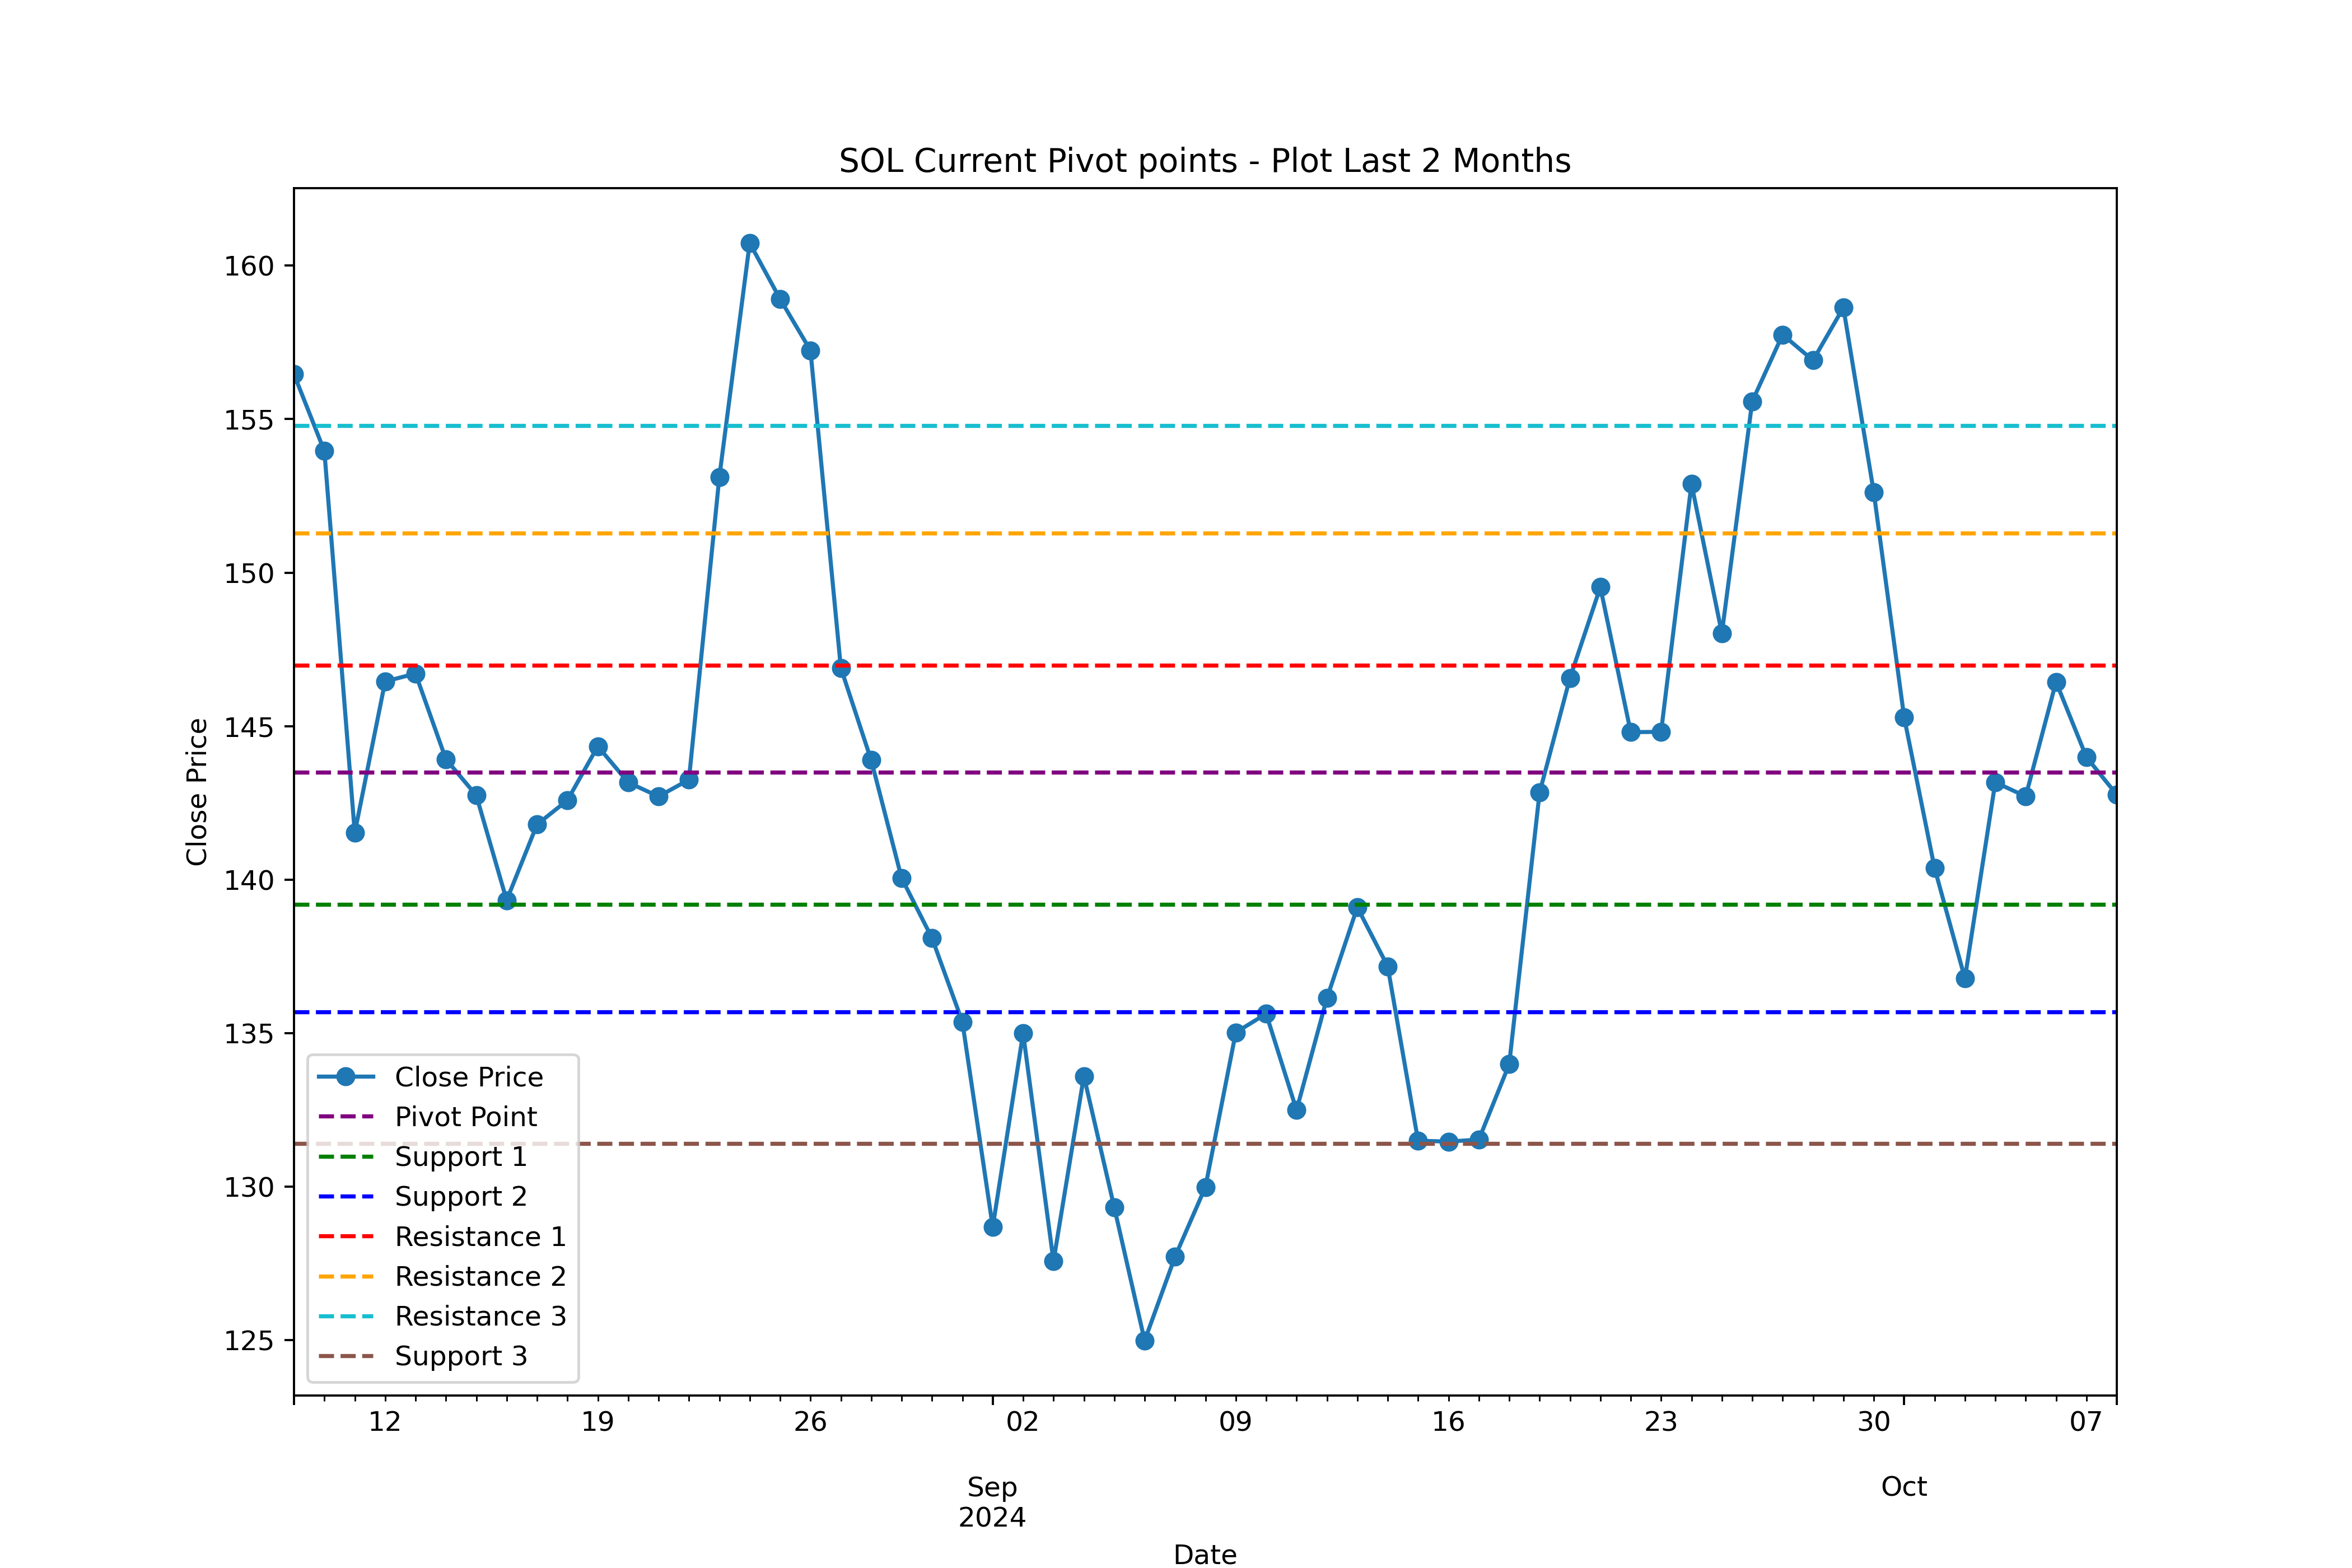 SOL Current Pivot points - Plot Last 2 Months
160
155
150
145
140
135
130
125
Close Price
Close Price
Pivot Point
Support 1
Support 2
Resistance 1
Resistance 2
Resistance 3
Support 3
12 19 26 02 09 16 23 30 07
Sep Oct
2024
Date